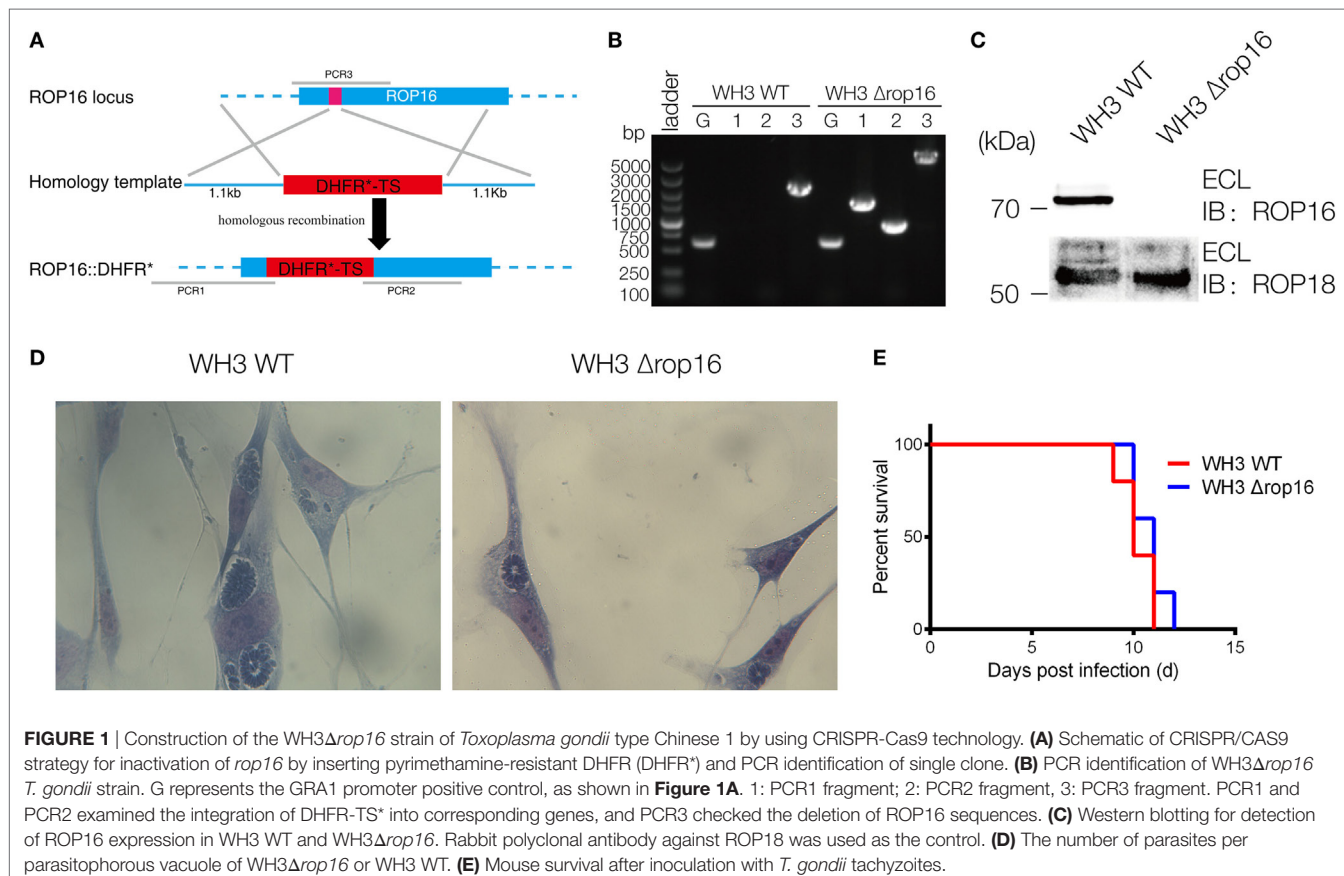 A
PCR3
ROP16 locus
ROP16
Homology template
DHFR*-TS
1.1kb
1.1Kb
homologous recombination
ROP16::DHFR*
DHFR*-TS
PCR1
PCR2
B
ladder
WH3 WT
WH3 Δrop16
bp
G 1 2 3 G 1 2 3
5000
3000
2000
1500
1000
750
500
250
100
C
WH3 WT
WH3 Δrop16
(kDa)
70
ECL
IB: ROP16
50
ECL
IB: ROP18
D
WH3 WT
WH3 Δrop16
E
Percent survival
100
50
0
0 5 10 15
Days post infection (d)
WH3 WT
WH3 Δrop16
FIGURE 1 | Construction of the WH3Δrop16 strain of Toxoplasma gondii type Chinese 1 by using CRISPR-Cas9 technology. (A) Schematic of CRISPR/CAS9
strategy for inactivation of rop16 by inserting pyrimethamine-resistant DHFR (DHFR*) and PCR identification of single clone. (B) PCR identification of WH3Δrop16
T. gondii strain. G represents the GRA1 promoter positive control, as shown in Figure 1A. 1: PCR1 fragment; 2: PCR2 fragment, 3: PCR3 fragment. PCR1 and
PCR2 examined the integration of DHFR-TS* into corresponding genes, and PCR3 checked the deletion of ROP16 sequences. (C) Western blotting for detection
of ROP16 expression in WH3 WT and WH3Δrop16. Rabbit polyclonal antibody against ROP18 was used as the control. (D) The number of parasites per
parasitophorous vacuole of WH3Δrop16 or WH3 WT. (E) Mouse survival after inoculation with T. gondii tachyzoites.